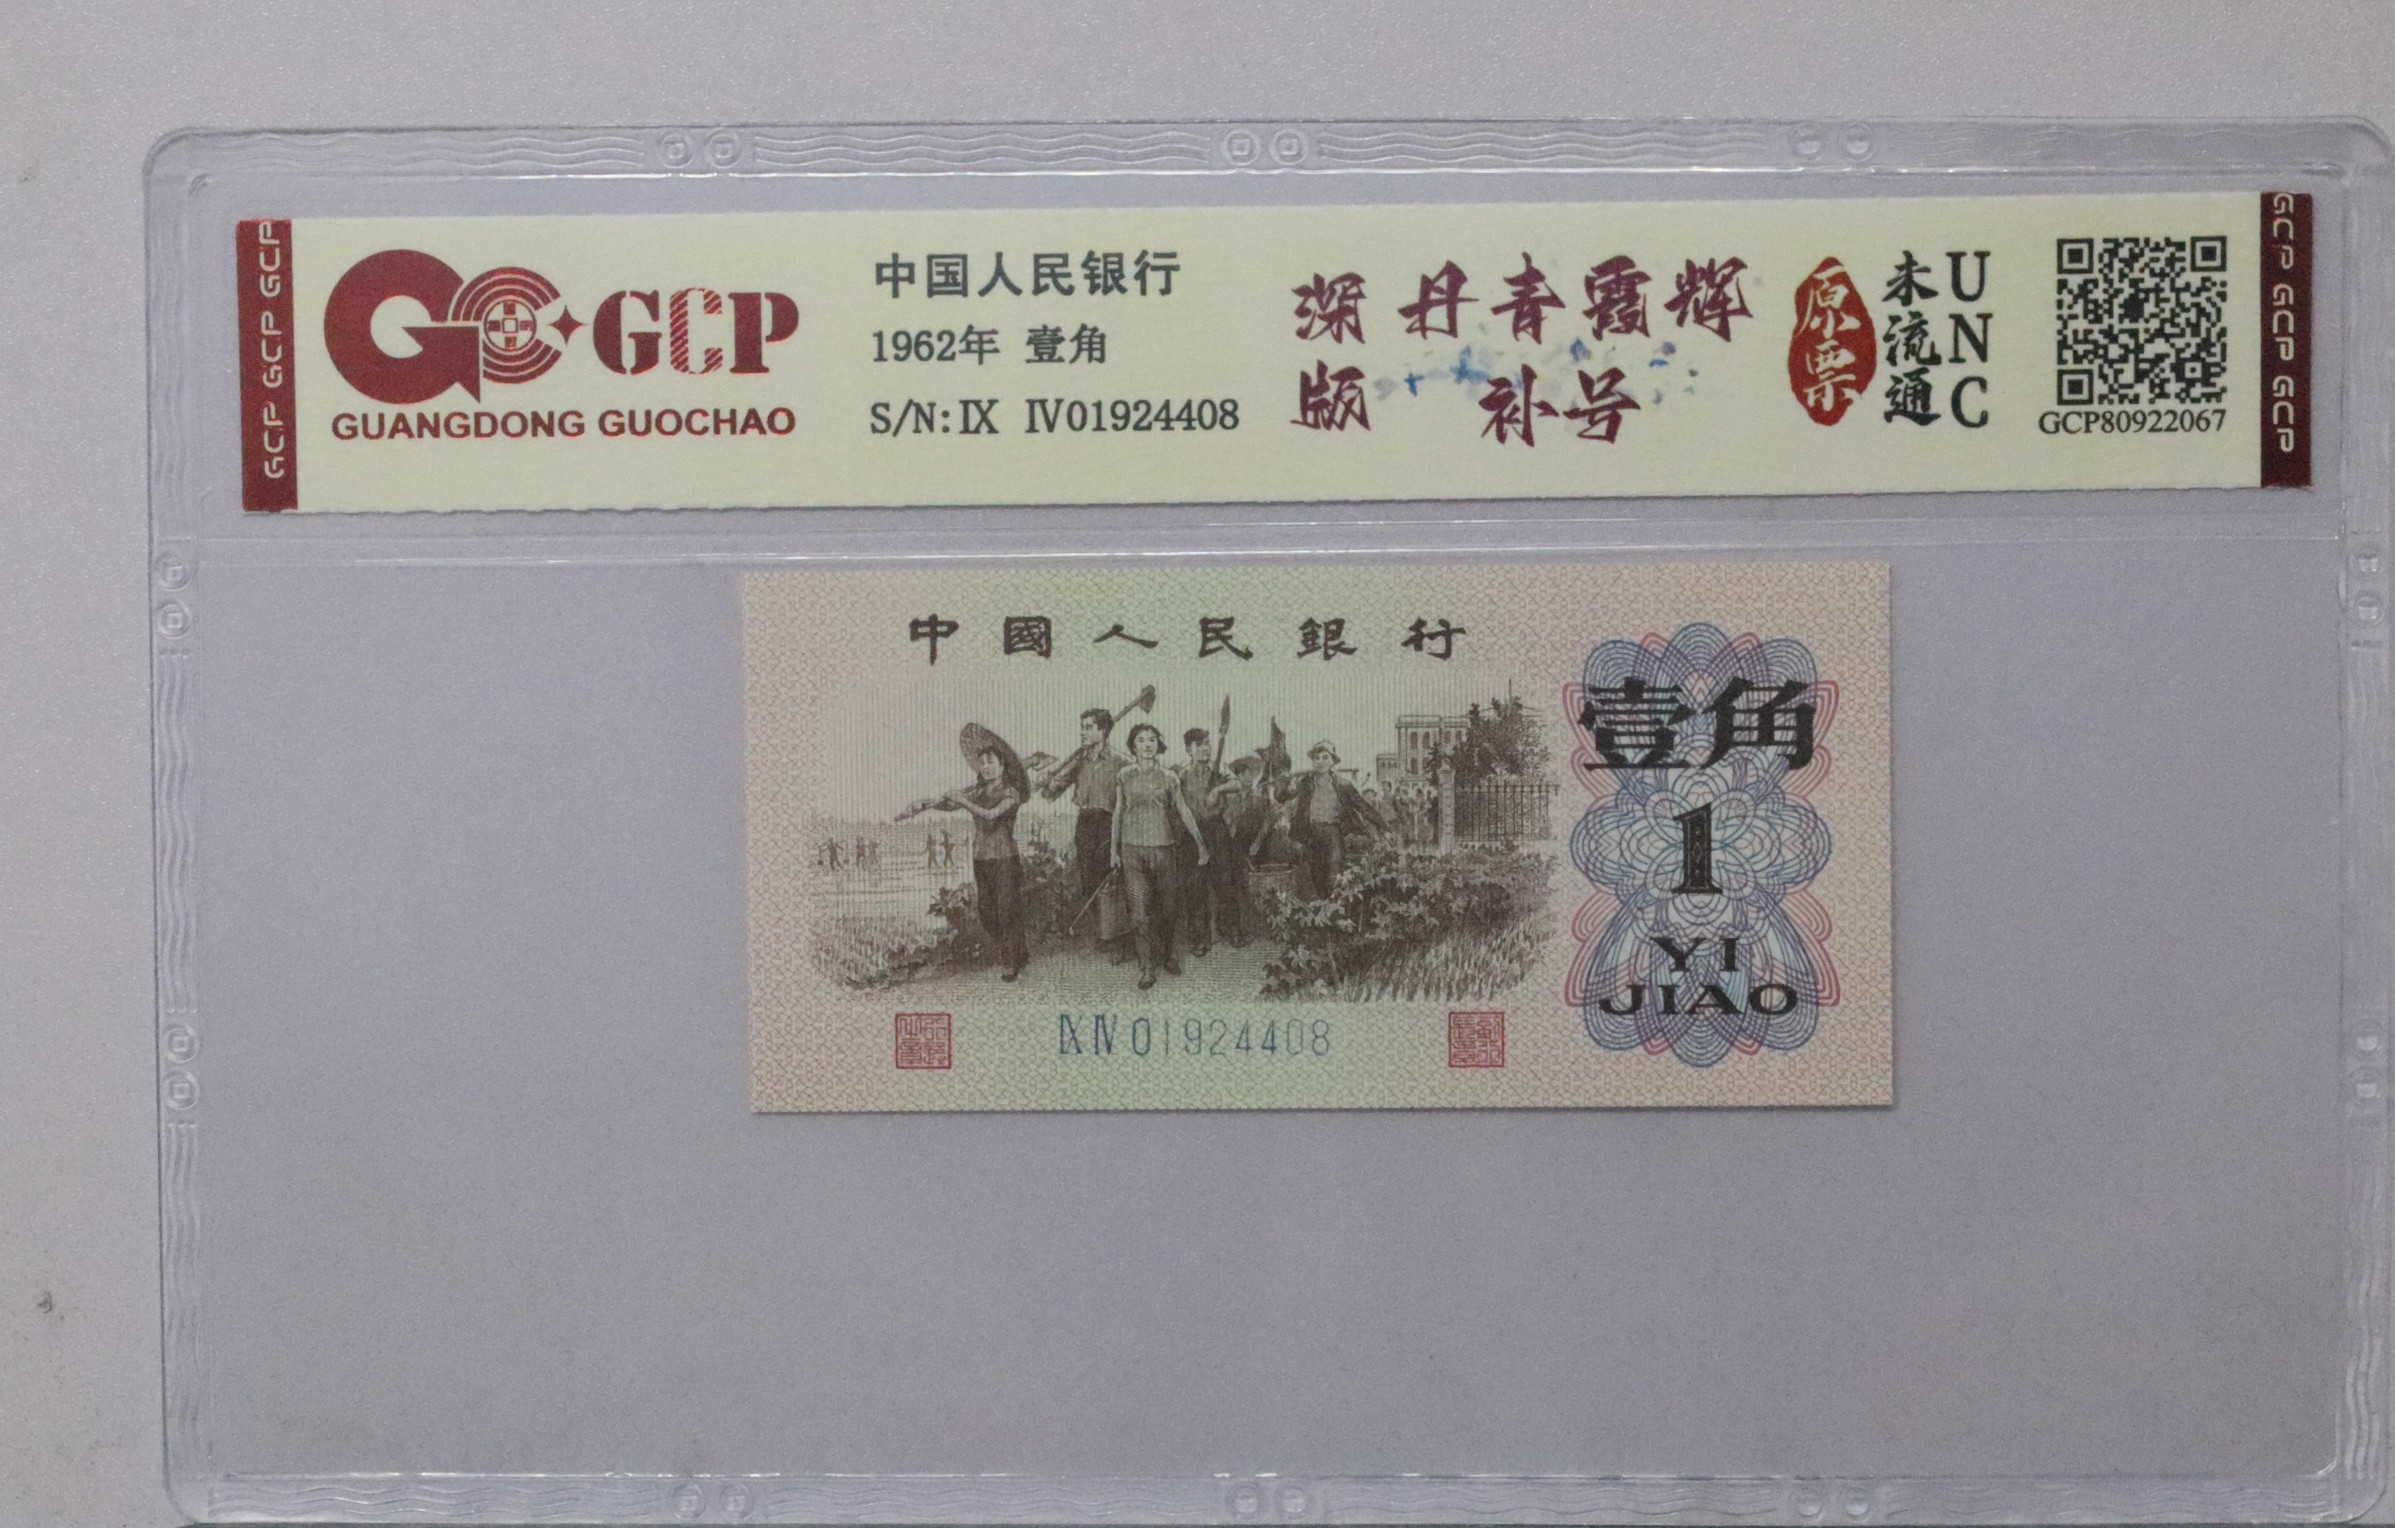 GCP GCP GCP
GCP
GUANGDONG GUOCHAO
中国人民银行
1962年 壹角
S/N: IX IV01924408
深 丹青霞辉
版 补号
原票
未流通
UNC
GCP80922067
GCP GCP GCP
中國人民銀行
壹角
1
YI
JIAO
IX IV 01924408